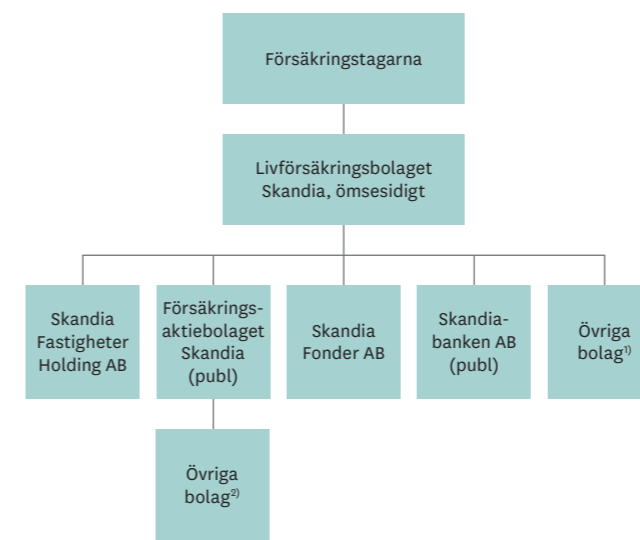 Försäkringstagarna
Livförsäkringsbolaget
Skandia, ömsesidigt
Skandia
Fastigheter
Holding AB
Försäkrings-
aktiebolaget
Skandia
(publ)
Skandia
Fonder AB
Skandia-
banken AB
(publ)
Övriga
bolag¹⁾
Övriga
bolag²⁾